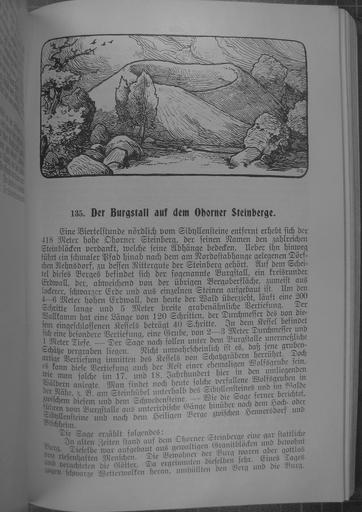 135. Der Burgstall auf dem Ohorner Steinberge.
Eine Viertelstunde nördlich vom Sibyllensteine entfernt erhebt sich der
418 Meter hohe Ohorner Steinberg, der seinen Namen den zahlreichen
Steinblöcken verdankt, welche seine Abhänge bedecken. Ueber ihn hinweg
führt ein schmaler Pfad hinab nach dem am Nordostabhange gelegenen Dörf-
chen Rehnsdorf, zu dessen Rittergute der Steinberg gehört. Auf dem Schei-
tel dieses Berges befindet sich der sogenannte Burgstall, ein kreisrunder
Erdwall, der, abweichend von der übrigen Bergoberfläche, zumeist aus
lockerer, schwarzer Erde und aus einzelnen Steinen aufgebaut ist. Um den
4—6 Meter hohen Erdwall, den heute der Wald überzieht, läuft eine 200
Schritte lange und 5 Meter breite grabenähnliche Vertiefung. Der
Wallkamm hat eine Länge von 120 Schritten, der Durchmesser des von die-
sem eingeschlossenen Kessels beträgt 40 Schritte. In dem Kessel befindet
sich eine besondere Vertiefung, eine Grube, von 2—3 Meter Durchmesser und
1 Meter Tiefe. — Der Sage nach sollen unter dem Burgstalle unermeßliche
Schätze vergraben liegen. Nicht unwahrscheinlich ist es, daß jene gruben-
artige Vertiefung inmitten des Kessels von Schatzgräbern herrührt. Doch
es kann diese Vertiefung auch der Rest einer ehemaligen Wolfsgrube sein,
wie man solche im 17. und 18. Jahrhundert hier in den umliegenden
Wäldern anlegte. Man findet noch heute solche verfallene Wolfsgruben in
der Nähe, z. B. am Steinbüchel unterhalb des Sibyllensteines und im Walde
zwischen diesem und dem Schwedensteine. — Wie die Sage ferner berichtet,
führten vom Burgstalle aus unterirdische Gänge hinüber nach dem Hoch- oder
Sibyllensteine und nach dem Heiligen Berge zwischen Hennersdorf und
Bischheim.
Die Sage erzählt folgendes:
In alten Zeiten stand auf dem Ohorner Steinberge eine gar stattliche
Burg. Dieselbe war aufgebaut aus gewaltigen Granitblöcken und bewohnt
von riesenhaften Menschen. Die Bewohner der Burg waren aber gottlos
und verachteten die Götter. Da ergrimmten dieselben sehr. Eines Tages
zogen schwarze Wetterwolken heran, umhüllten den Berg und die Burg.